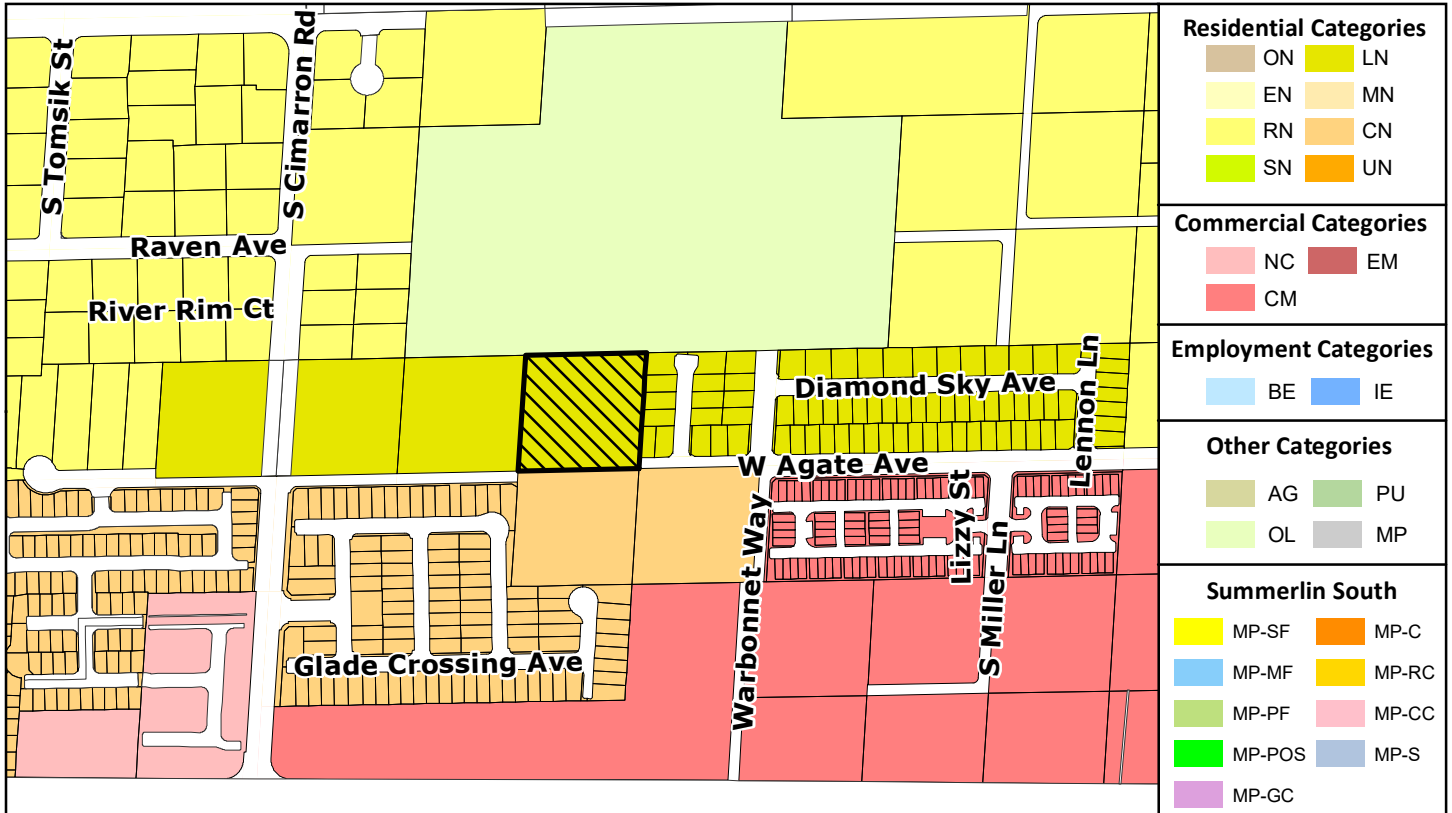 S Tomsik St
S Cimarron Rd
Raven Ave
River Rim Ct
Diamond Sky Ave
Lennon Ln
W Agate Ave
Warbonnet Way
Lizzy St
S Miller Ln
Glade Crossing Ave
Residential Categories
ON LN
EN MN
RN CN
SN UN
Commercial Categories
NC EM
CM
Employment Categories
BE IE
Other Categories
AG PU
OL MP
Summerlin South
MP-SF MP-C
MP-MF MP-RC
MP-PF MP-CC
MP-POS MP-S
MP-GC